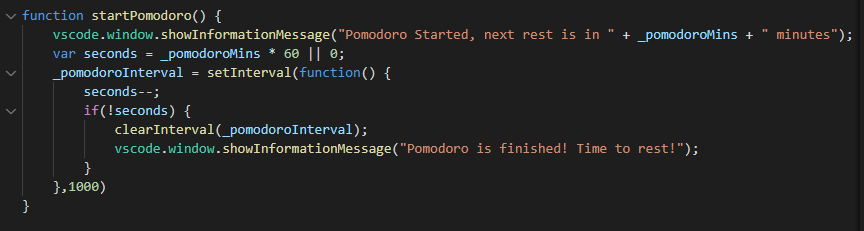 function startPomodoro() {
    vscode.window.showInformationMessage("Pomodoro Started, next rest is in " + _pomodoroMins + " minutes");
    var seconds = _pomodoroMins * 60 || 0;
    _pomodoroInterval = setInterval(function() {
        seconds--;
        if(!seconds) {
            clearInterval(_pomodoroInterval);
            vscode.window.showInformationMessage("Pomodoro is finished! Time to rest!");
        }
    },1000)
}